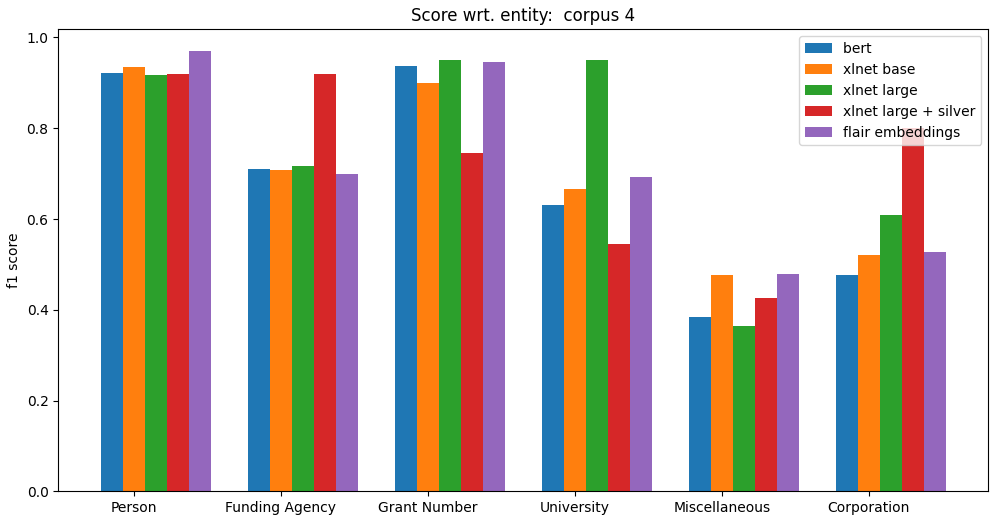 Score wrt. entity:  corpus 4
1.0
0.8
0.6
0.4
0.2
0.0
f1 score
bert
xlnet base
xlnet large
xlnet large + silver
flair embeddings
Person
Funding Agency
Grant Number
University
Miscellaneous
Corporation